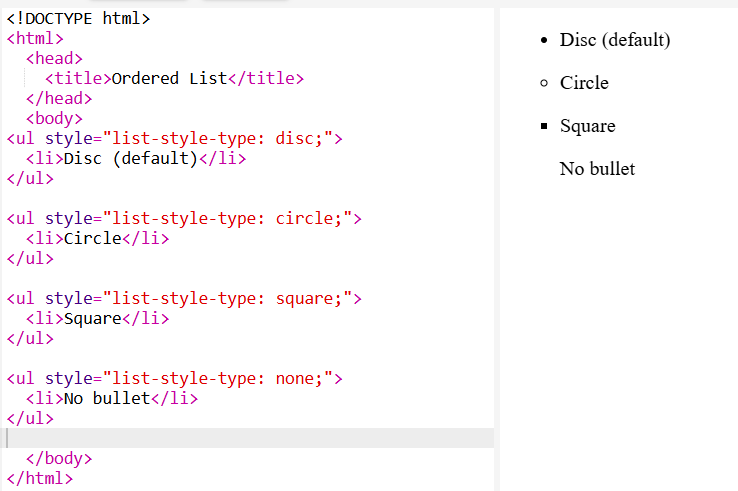 <!DOCTYPE html>
<html>
  <head>
    <title>Ordered List</title>
  </head>
  <body>
<ul style="list-style-type: disc;">
  <li>Disc (default)</li>
</ul>

<ul style="list-style-type: circle;">
  <li>Circle</li>
</ul>

<ul style="list-style-type: square;">
  <li>Square</li>
</ul>

<ul style="list-style-type: none;">
  <li>No bullet</li>
</ul>

  </body>
</html>
• Disc (default)
◦ Circle
▪ Square
No bullet